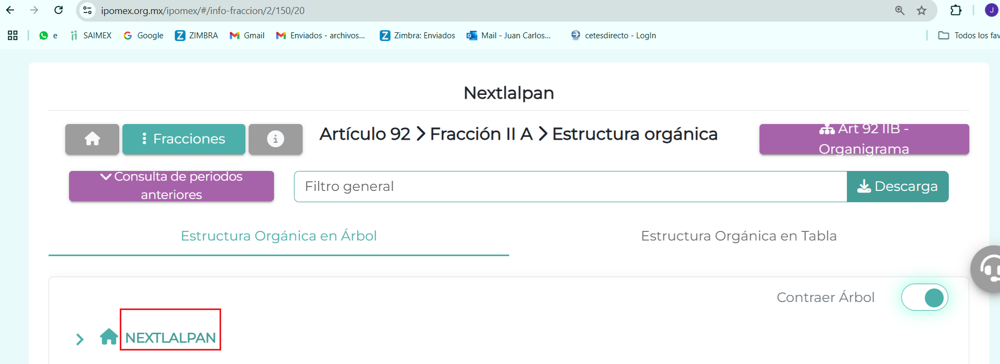 ipomex.org.mx/ipomex/#/info-fraccion/2/150/20
J
e
SAIMEX
Google
ZIMBRA
Gmail
Enviados - archivos...
Zimbra: Enviados
Mail - Juan Carlos...
cetesdirecto - LogIn
Todos los fav
Nextlalpan
Fracciones
Artículo 92 > Fracción II A > Estructura orgánica
Art 92 IIB -
Organigrama
Consulta de periodos
anteriores
Filtro general
Descarga
Estructura Orgánica en Árbol
Estructura Orgánica en Tabla
Contraer Árbol
NEXTLALPAN